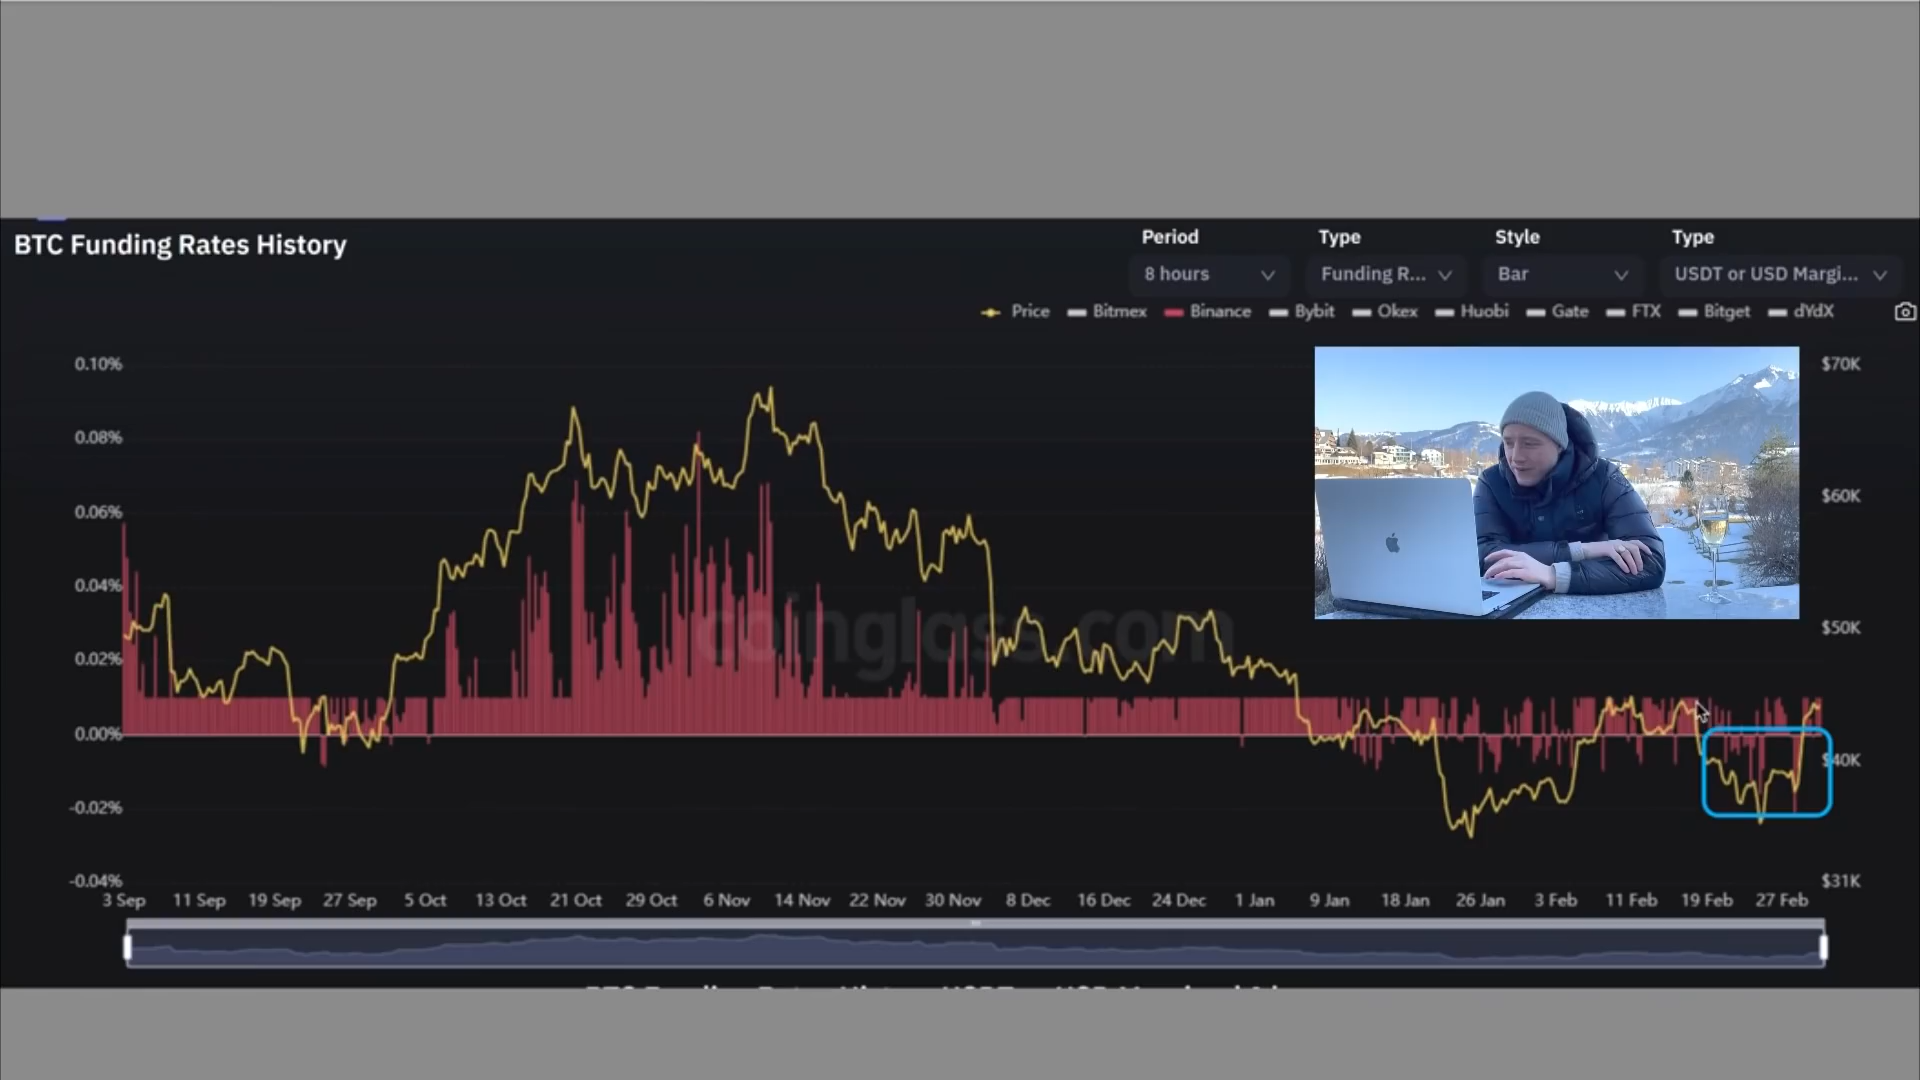 BTC Funding Rates History
Period Type Style Type
8 hours Funding R... Bar USDT or USD Margi...
Price Bitmex Binance Bybit Okex Huobi Gate FTX Bitget dYdX
0.10% $70K
0.08%
0.06% $60K
0.04%
coinglass.com
0.02% $50K
0.00%
$40K
-0.02%
-0.04% $31K
3 Sep 11 Sep 19 Sep 27 Sep 5 Oct 13 Oct 21 Oct 29 Oct 6 Nov 14 Nov 22 Nov 30 Nov 8 Dec 16 Dec 24 Dec 1 Jan 9 Jan 18 Jan 26 Jan 3 Feb 11 Feb 19 Feb 27 Feb